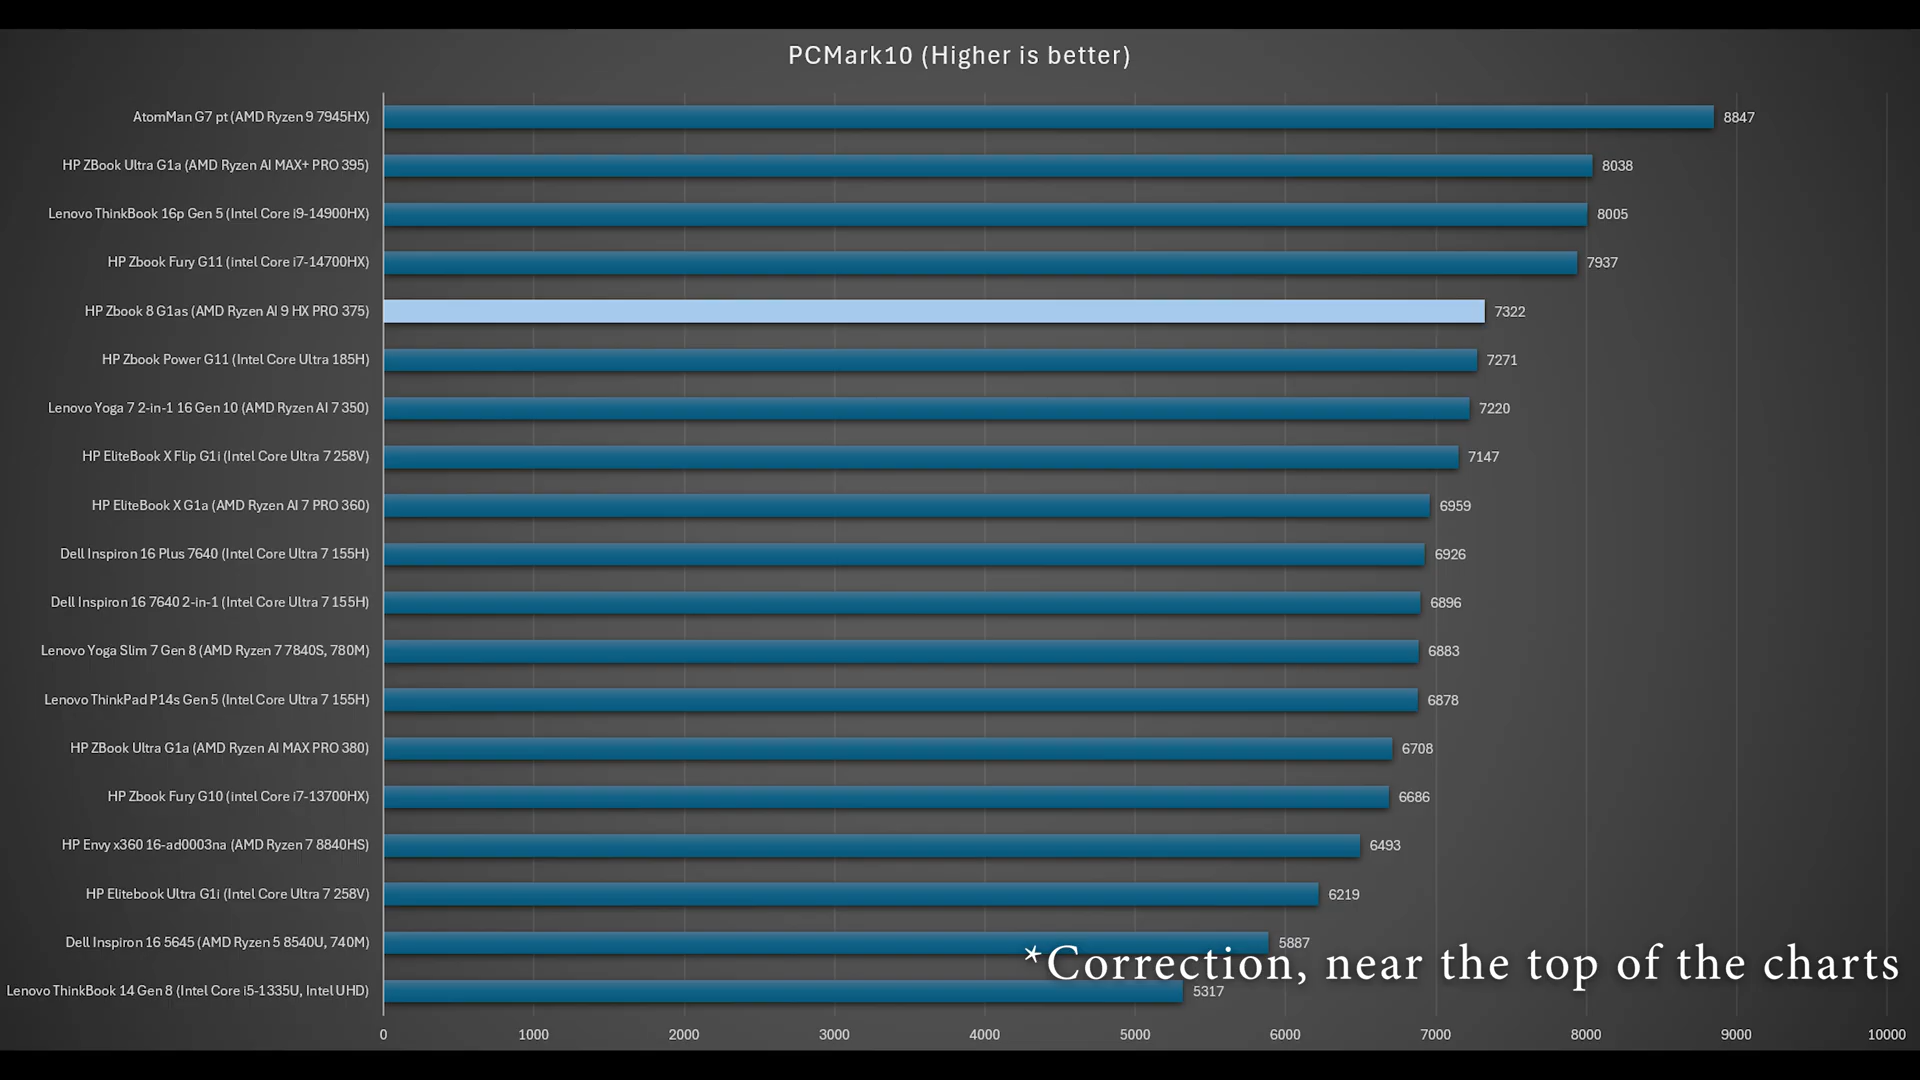 PCMark10 (Higher is better)
AtomMan G7 pt (AMD Ryzen 9 7945HX) 8847
HP ZBook Ultra G1a (AMD Ryzen AI MAX+ PRO 395) 8038
Lenovo ThinkBook 16p Gen 5 (Intel Core i9-14900HX) 8005
HP Zbook Fury G11 (intel Core i7-14700HX) 7937
HP Zbook 8 G1as (AMD Ryzen AI 9 HX PRO 375) 7322
HP Zbook Power G11 (Intel Core Ultra 185H) 7271
Lenovo Yoga 7 2-in-1 16 Gen 10 (AMD Ryzen AI 7 350) 7220
HP EliteBook X Flip G1i (Intel Core Ultra 7 258V) 7147
HP EliteBook X G1a (AMD Ryzen AI 7 PRO 360) 6959
Dell Inspiron 16 Plus 7640 (Intel Core Ultra 7 155H) 6926
Dell Inspiron 16 7640 2-in-1 (Intel Core Ultra 7 155H) 6896
Lenovo Yoga Slim 7 Gen 8 (AMD Ryzen 7 7840S, 780M) 6883
Lenovo ThinkPad P14s Gen 5 (Intel Core Ultra 7 155H) 6878
HP ZBook Ultra G1a (AMD Ryzen AI MAX PRO 380) 6708
HP Zbook Fury G10 (intel Core i7-13700HX) 6686
HP Envy x360 16-ad0003na (AMD Ryzen 7 8840HS) 6493
HP Elitebook Ultra G1i (Intel Core Ultra 7 258V) 6219
Dell Inspiron 16 5645 (AMD Ryzen 5 8540U, 740M) 5887
*Correction, near the top of the charts
Lenovo ThinkBook 14 Gen 8 (Intel Core i5-1335U, Intel UHD) 5317
0 1000 2000 3000 4000 5000 6000 7000 8000 9000 10000